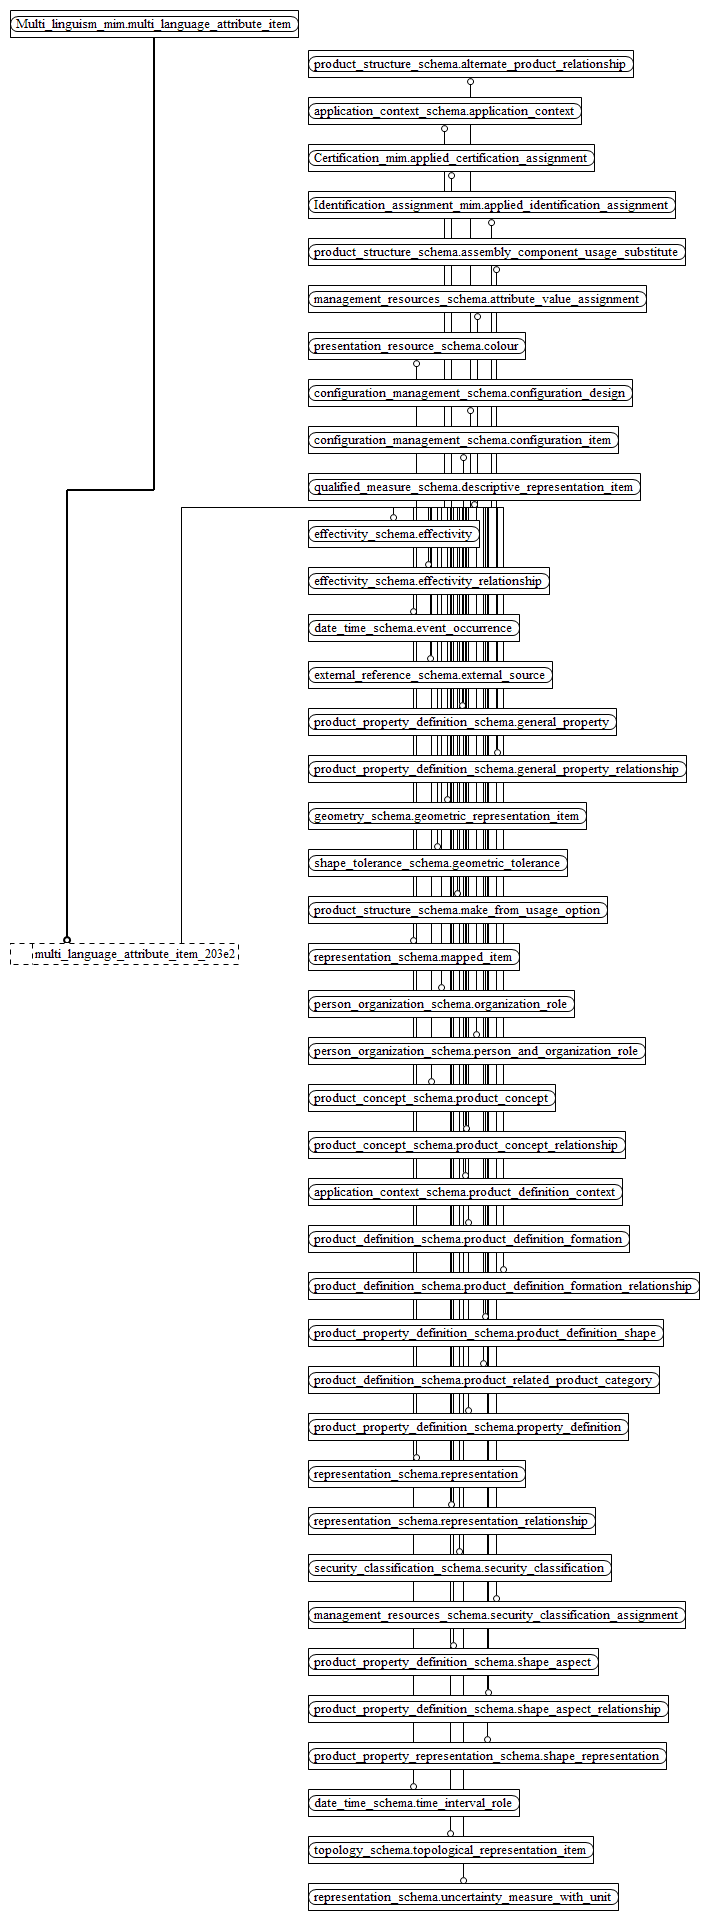 Multi_linguism_mim.multi_language_attribute_item
product_structure_schema.alternate_product_relationship
application_context_schema.application_context
Certification_mim.applied_certification_assignment
Identification_assignment_mim.applied_identification_assignment
product_structure_schema.assembly_component_usage_substitute
management_resources_schema.attribute_value_assignment
presentation_resource_schema.colour
configuration_management_schema.configuration_design
configuration_management_schema.configuration_item
qualified_measure_schema.descriptive_representation_item
effectivity_schema.effectivity
effectivity_schema.effectivity_relationship
date_time_schema.event_occurrence
external_reference_schema.external_source
product_property_definition_schema.general_property
product_property_definition_schema.general_property_relationship
geometry_schema.geometric_representation_item
shape_tolerance_schema.geometric_tolerance
product_structure_schema.make_from_usage_option
multi_language_attribute_item_203e2
representation_schema.mapped_item
person_organization_schema.organization_role
person_organization_schema.person_and_organization_role
product_concept_schema.product_concept
product_concept_schema.product_concept_relationship
application_context_schema.product_definition_context
product_definition_schema.product_definition_formation
product_definition_schema.product_definition_formation_relationship
product_property_definition_schema.product_definition_shape
product_definition_schema.product_related_product_category
product_property_definition_schema.property_definition
representation_schema.representation
representation_schema.representation_relationship
security_classification_schema.security_classification
management_resources_schema.security_classification_assignment
product_property_definition_schema.shape_aspect
product_property_definition_schema.shape_aspect_relationship
product_property_representation_schema.shape_representation
date_time_schema.time_interval_role
topology_schema.topological_representation_item
representation_schema.uncertainty_measure_with_unit